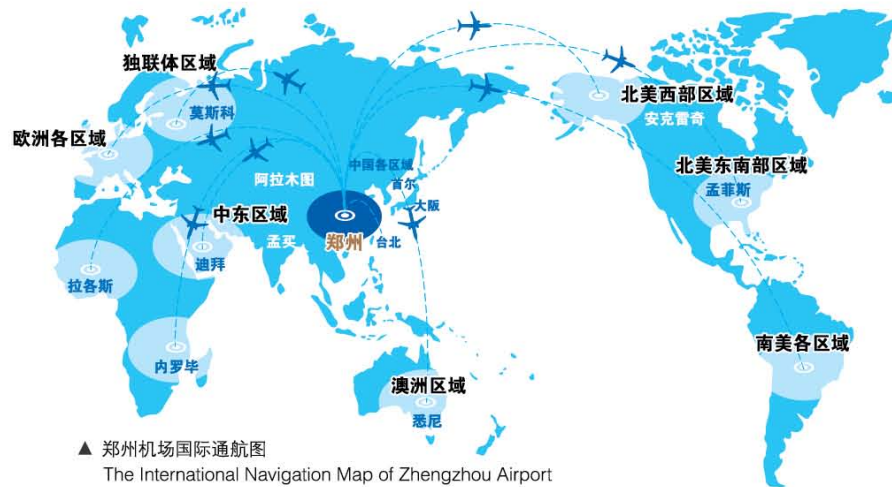 独联体区域
莫斯科
欧洲各区域
北美西部区域
安克雷奇
中国各区域
北美东南部区域
阿拉木图
首尔
孟菲斯
中东区域
大阪
孟买
郑州
台北
迪拜
拉各斯
南美各区域
内罗毕
澳洲区域
悉尼
▲ 郑州机场国际通航图
The International Navigation Map of Zhengzhou Airport